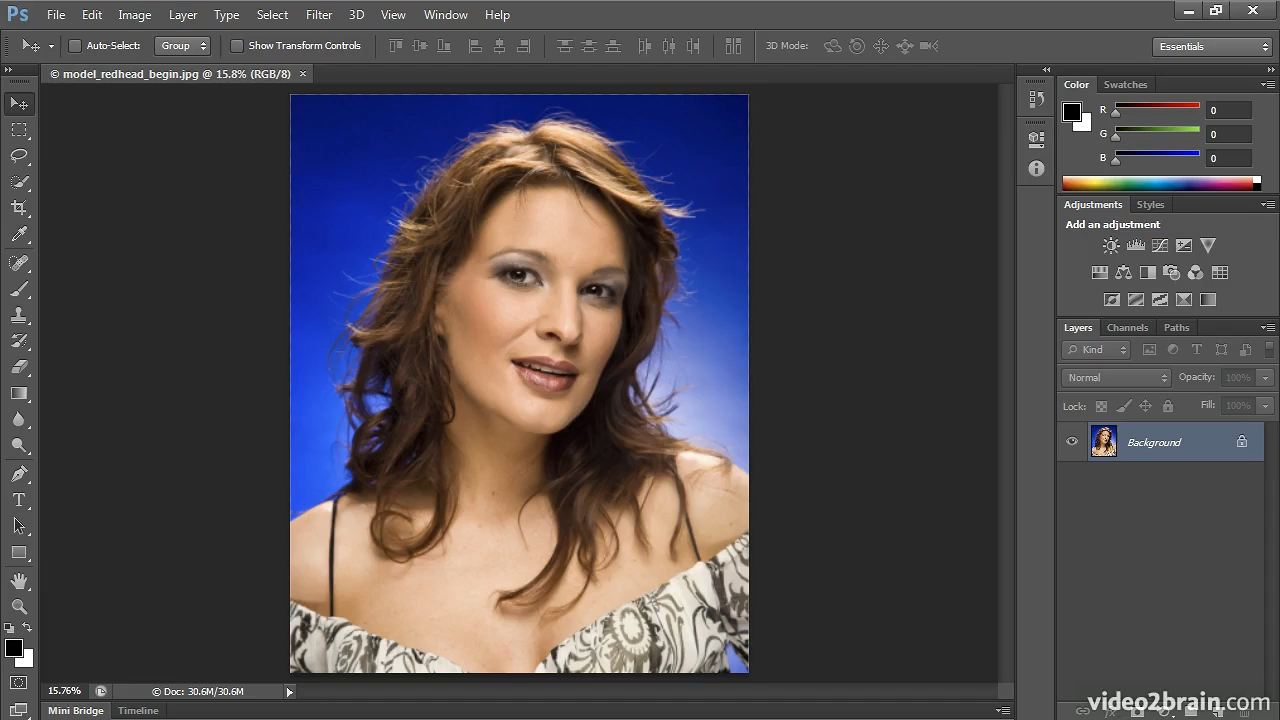 Ps File Edit Image Layer Type Select Filter 3D View Window Help
Auto-Select: Group Show Transform Controls 3D Mode: Essentials
© model_redhead_begin.jpg @ 15.8% (RGB/8) ×
Color Swatches
R 0
G 0
B 0
Adjustments Styles
Add an adjustment
Layers Channels Paths
Kind T
Normal Opacity: 100%
Lock: Fill: 100%
Background
T
15.76% © Doc: 30.6M/30.6M
Mini Bridge Timeline
video2brain.com